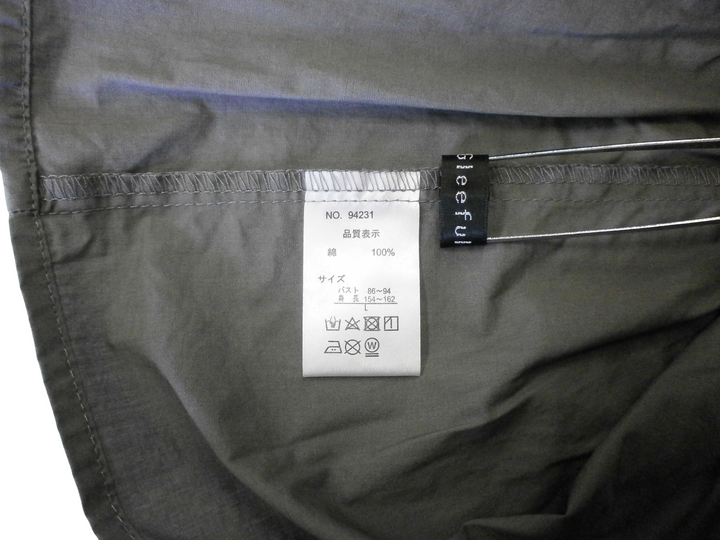 NO. 94231
品質表示
綿 100%
サイズ
バスト 86～94
身長 154～162
L
Gleeful